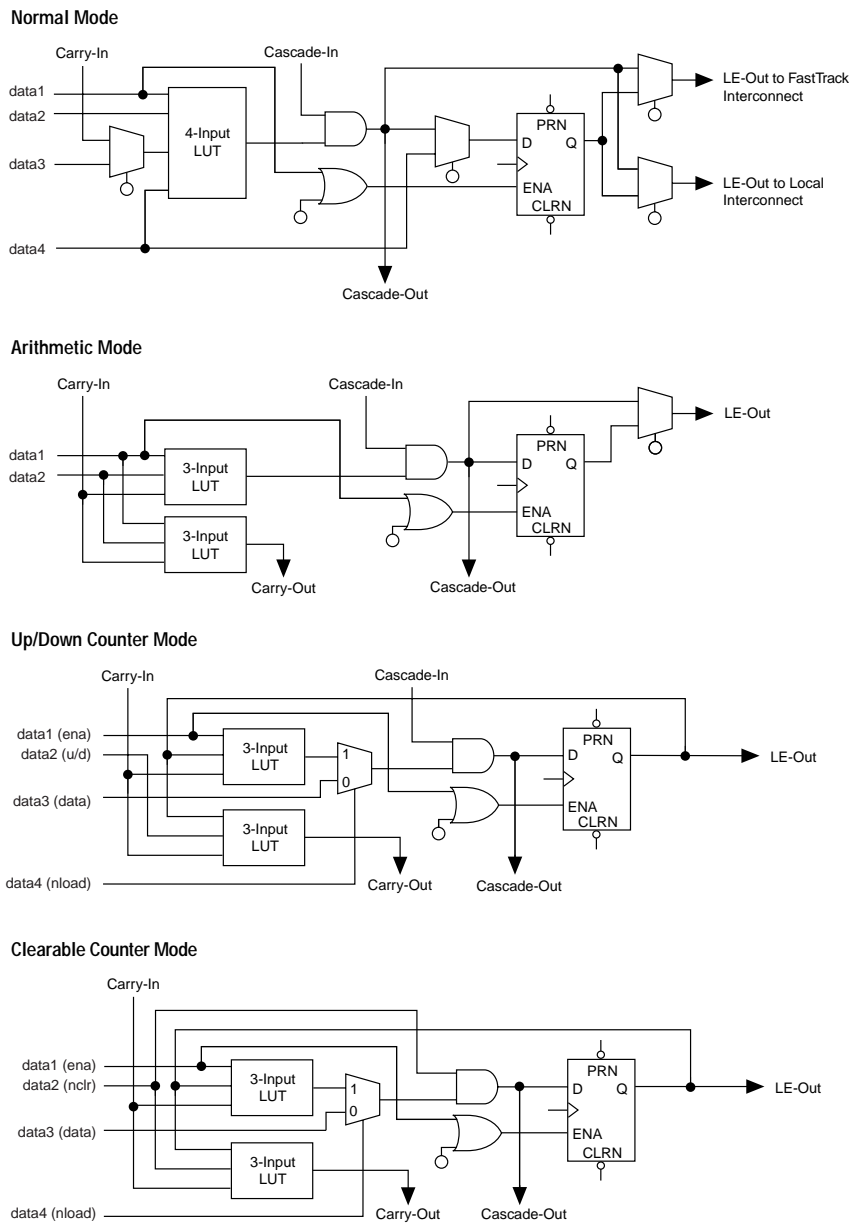 Normal Mode
Carry-In
Cascade-In
data1
data2
data3
data4
4-Input
LUT
PRN
D
Q
ENA
CLRN
LE-Out to FastTrack
Interconnect
LE-Out to Local
Interconnect
Cascade-Out
Arithmetic Mode
Carry-In
Cascade-In
data1
data2
3-Input
LUT
3-Input
LUT
PRN
D
Q
ENA
CLRN
LE-Out
Carry-Out
Cascade-Out
Up/Down Counter Mode
Carry-In
Cascade-In
data1 (ena)
data2 (u/d)
data3 (data)
data4 (nload)
3-Input
LUT
3-Input
LUT
1
0
PRN
D
Q
ENA
CLRN
LE-Out
Carry-Out
Cascade-Out
Clearable Counter Mode
Carry-In
data1 (ena)
data2 (nclr)
data3 (data)
data4 (nload)
3-Input
LUT
3-Input
LUT
1
0
PRN
D
Q
ENA
CLRN
LE-Out
Carry-Out
Cascade-Out